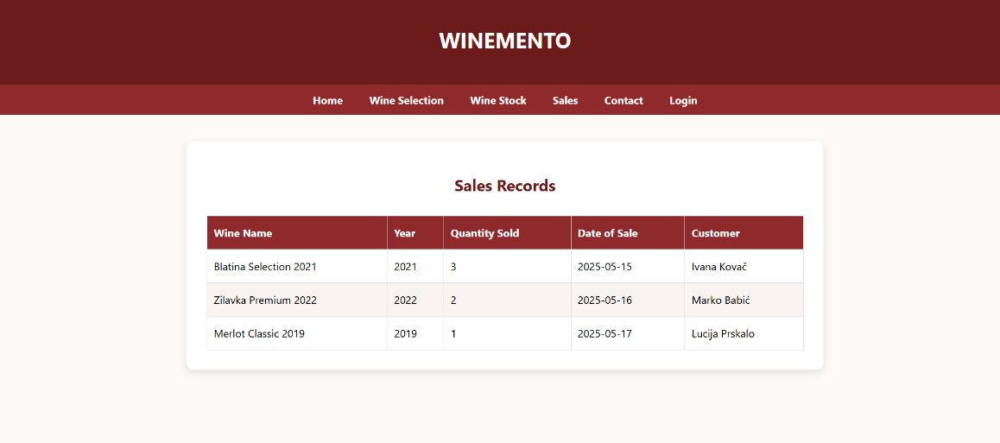 WINEMENTO
Home Wine Selection Wine Stock Sales Contact Login
Sales Records
Wine Name Year Quantity Sold Date of Sale Customer
Blatina Selection 2021 2021 3 2025-05-15 Ivana Kovač
Zilavka Premium 2022 2022 2 2025-05-16 Marko Babić
Merlot Classic 2019 2019 1 2025-05-17 Lucija Prskalo